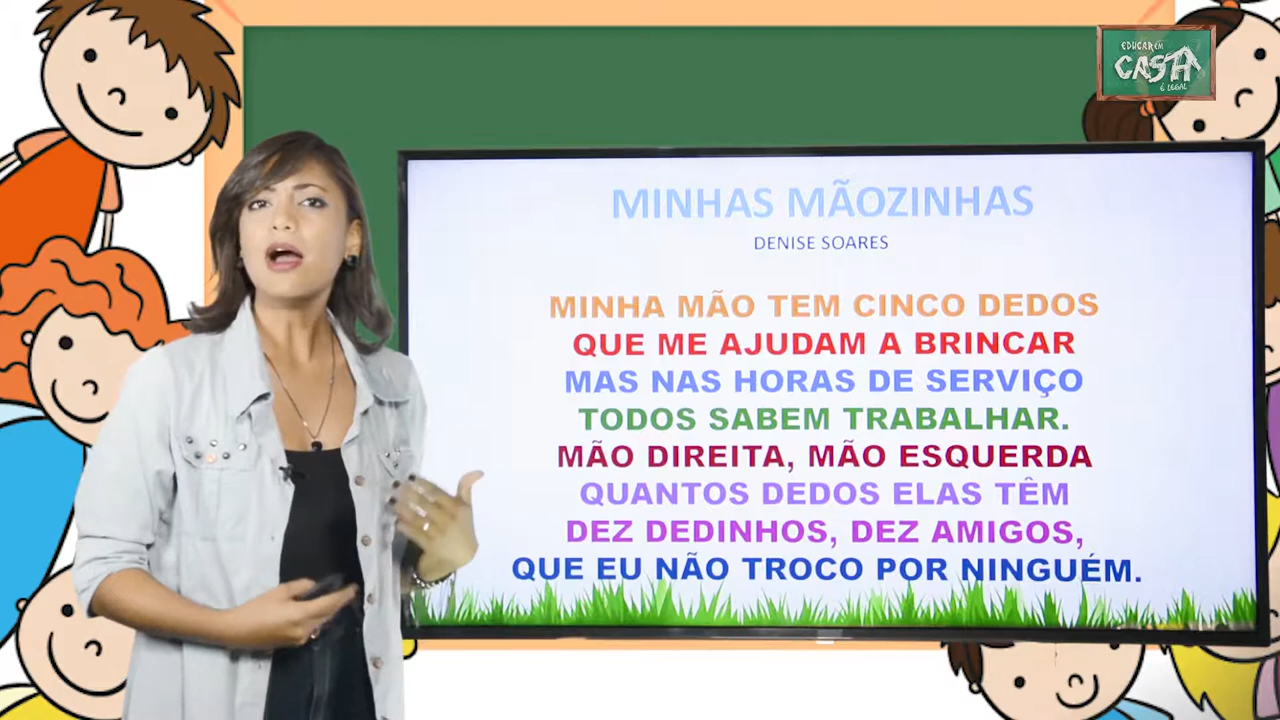 EDUCAR EM
CASA
É LEGAL
MINHAS MÃOZINHAS
DENISE SOARES
MINHA MÃO TEM CINCO DEDOS
QUE ME AJUDAM A BRINCAR
MAS NAS HORAS DE SERVIÇO
TODOS SABEM TRABALHAR.
MÃO DIREITA, MÃO ESQUERDA
QUANTOS DEDOS ELAS TÊM
DEZ DEDINHOS, DEZ AMIGOS,
QUE EU NÃO TROCO POR NINGUÉM.